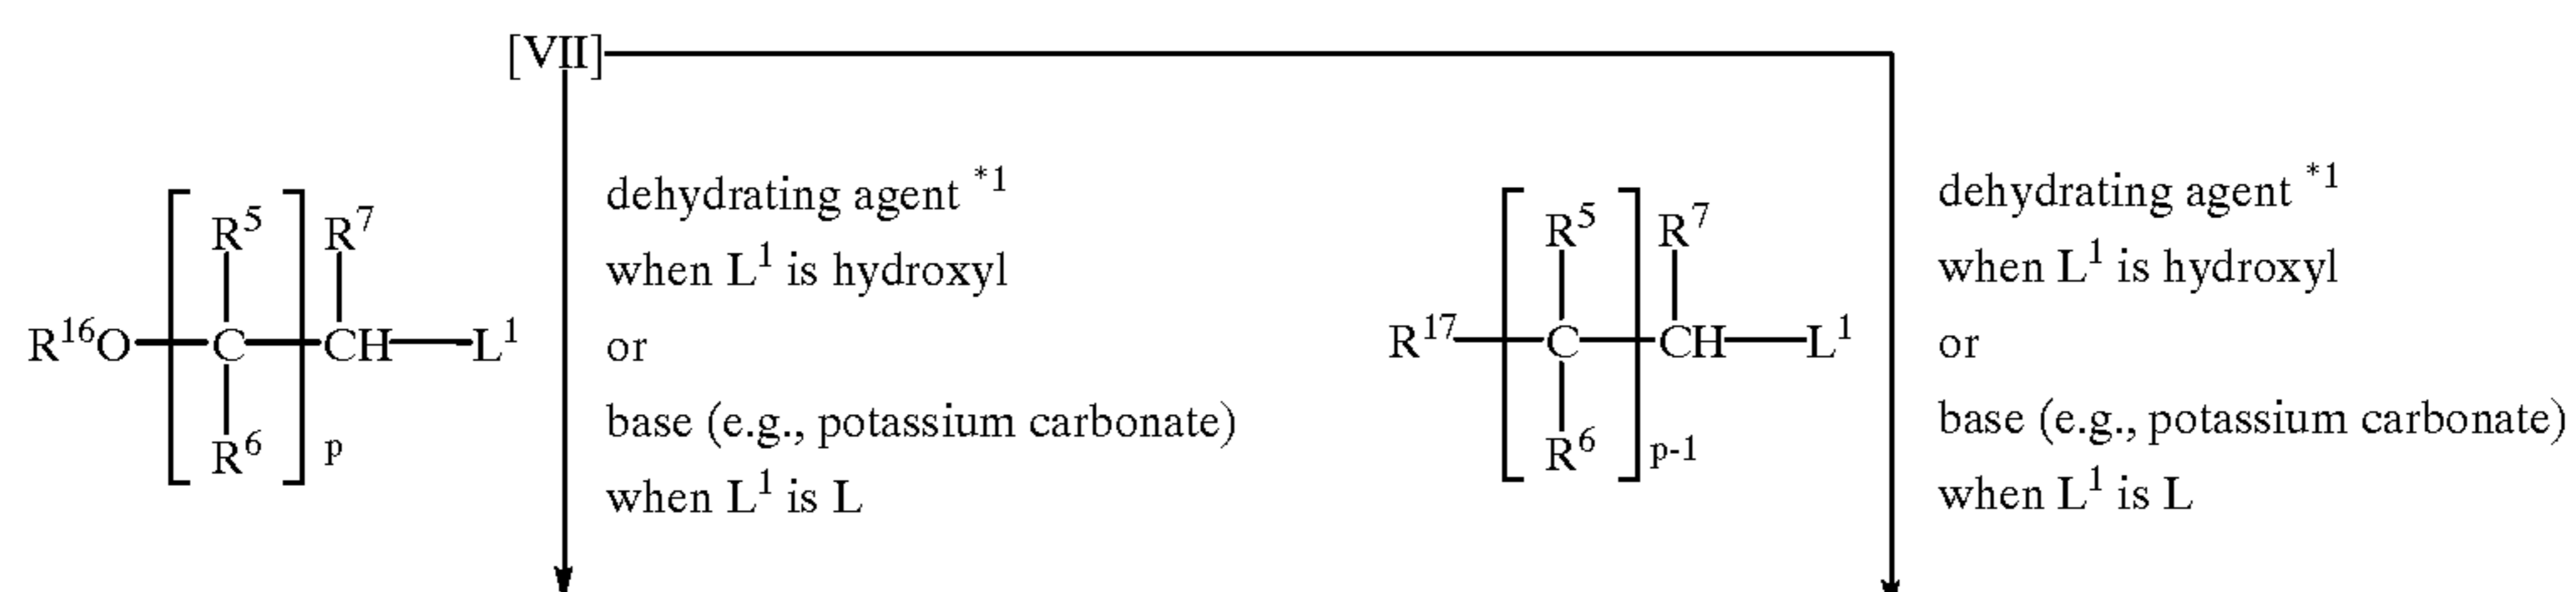 [VII]
dehydrating agent *1
when L1 is hydroxyl
or
base (e.g., potassium carbonate)
when L1 is L
R5
R7
R16O
C
CH
L1
R6
p
dehydrating agent *1
when L1 is hydroxyl
or
base (e.g., potassium carbonate)
when L1 is L
R5
R7
R17
C
CH
L1
R6
p-1